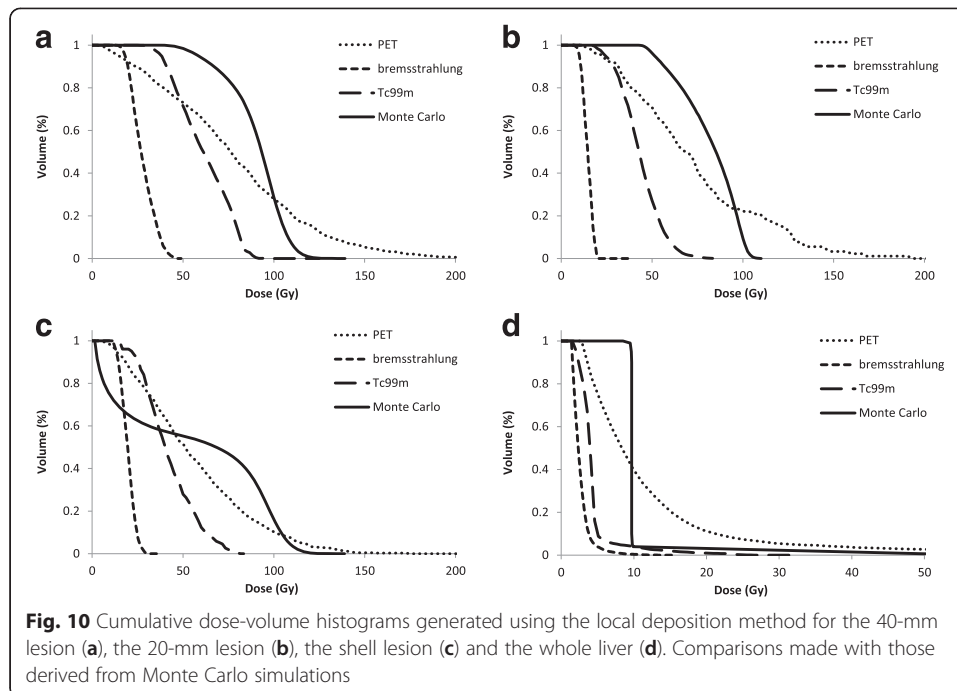 a
PET
bremsstrahlung
Tc99m
Monte Carlo
Volume (%)
1
0.8
0.6
0.4
0.2
0
0 50 100 150 200
Dose (Gy)
b
PET
bremsstrahlung
Tc99m
Monte Carlo
Volume (%)
1
0.8
0.6
0.4
0.2
0
0 50 100 150 200
Dose (Gy)
c
PET
bremsstrahlung
Tc99m
Monte Carlo
Volume (%)
1
0.8
0.6
0.4
0.2
0
0 50 100 150 200
Dose (Gy)
d
PET
bremsstrahlung
Tc99m
Monte Carlo
Volume (%)
1
0.8
0.6
0.4
0.2
0
0 10 20 30 40 50
Dose (Gy)
Fig. 10 Cumulative dose-volume histograms generated using the local deposition method for the 40-mm
lesion (a), the 20-mm lesion (b), the shell lesion (c) and the whole liver (d). Comparisons made with those
derived from Monte Carlo simulations